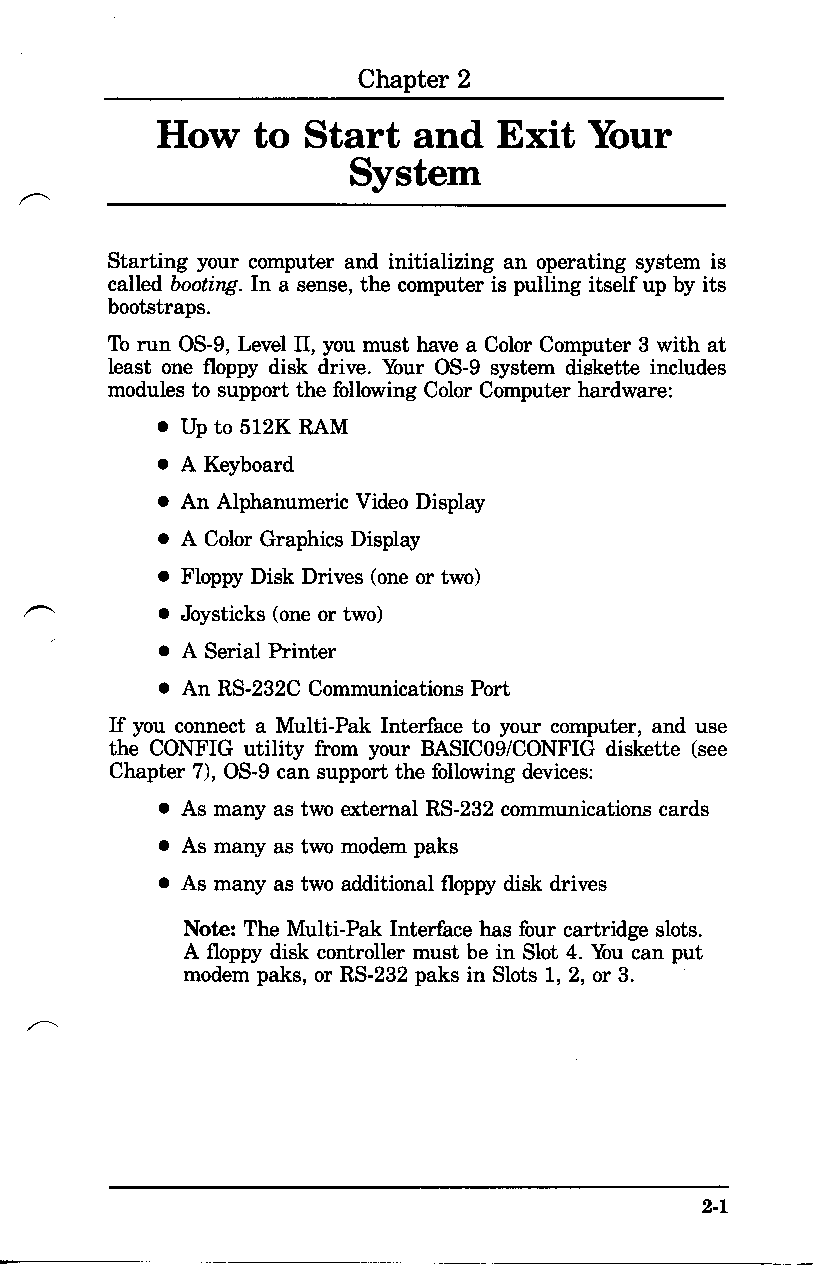 Chapter 2
How to Start and Exit Your
System
Starting your computer and initializing an operating system is
called booting. In a sense, the computer is pulling itself up by its
bootstraps.
To run OS-9, Level II, you must have a Color Computer 3 with at
least one floppy disk drive. Your OS-9 system diskette includes
modules to support the following Color Computer hardware:
● Up to 512K RAM
● A Keyboard
● An Alphanumeric Video Display
● A Color Graphics Display
● Floppy Disk Drives (one or two)
● Joysticks (one or two)
● A Serial Printer
● An RS-232C Communications Port
If you connect a Multi-Pak Interface to your computer, and use
the CONFIG utility from your BASIC09/CONFIG diskette (see
Chapter 7), OS-9 can support the following devices:
● As many as two external RS-232 communications cards
● As many as two modem paks
● As many as two additional floppy disk drives
Note: The Multi-Pak Interface has four cartridge slots.
A floppy disk controller must be in Slot 4. You can put
modem paks, or RS-232 paks in Slots 1, 2, or 3.
2-1